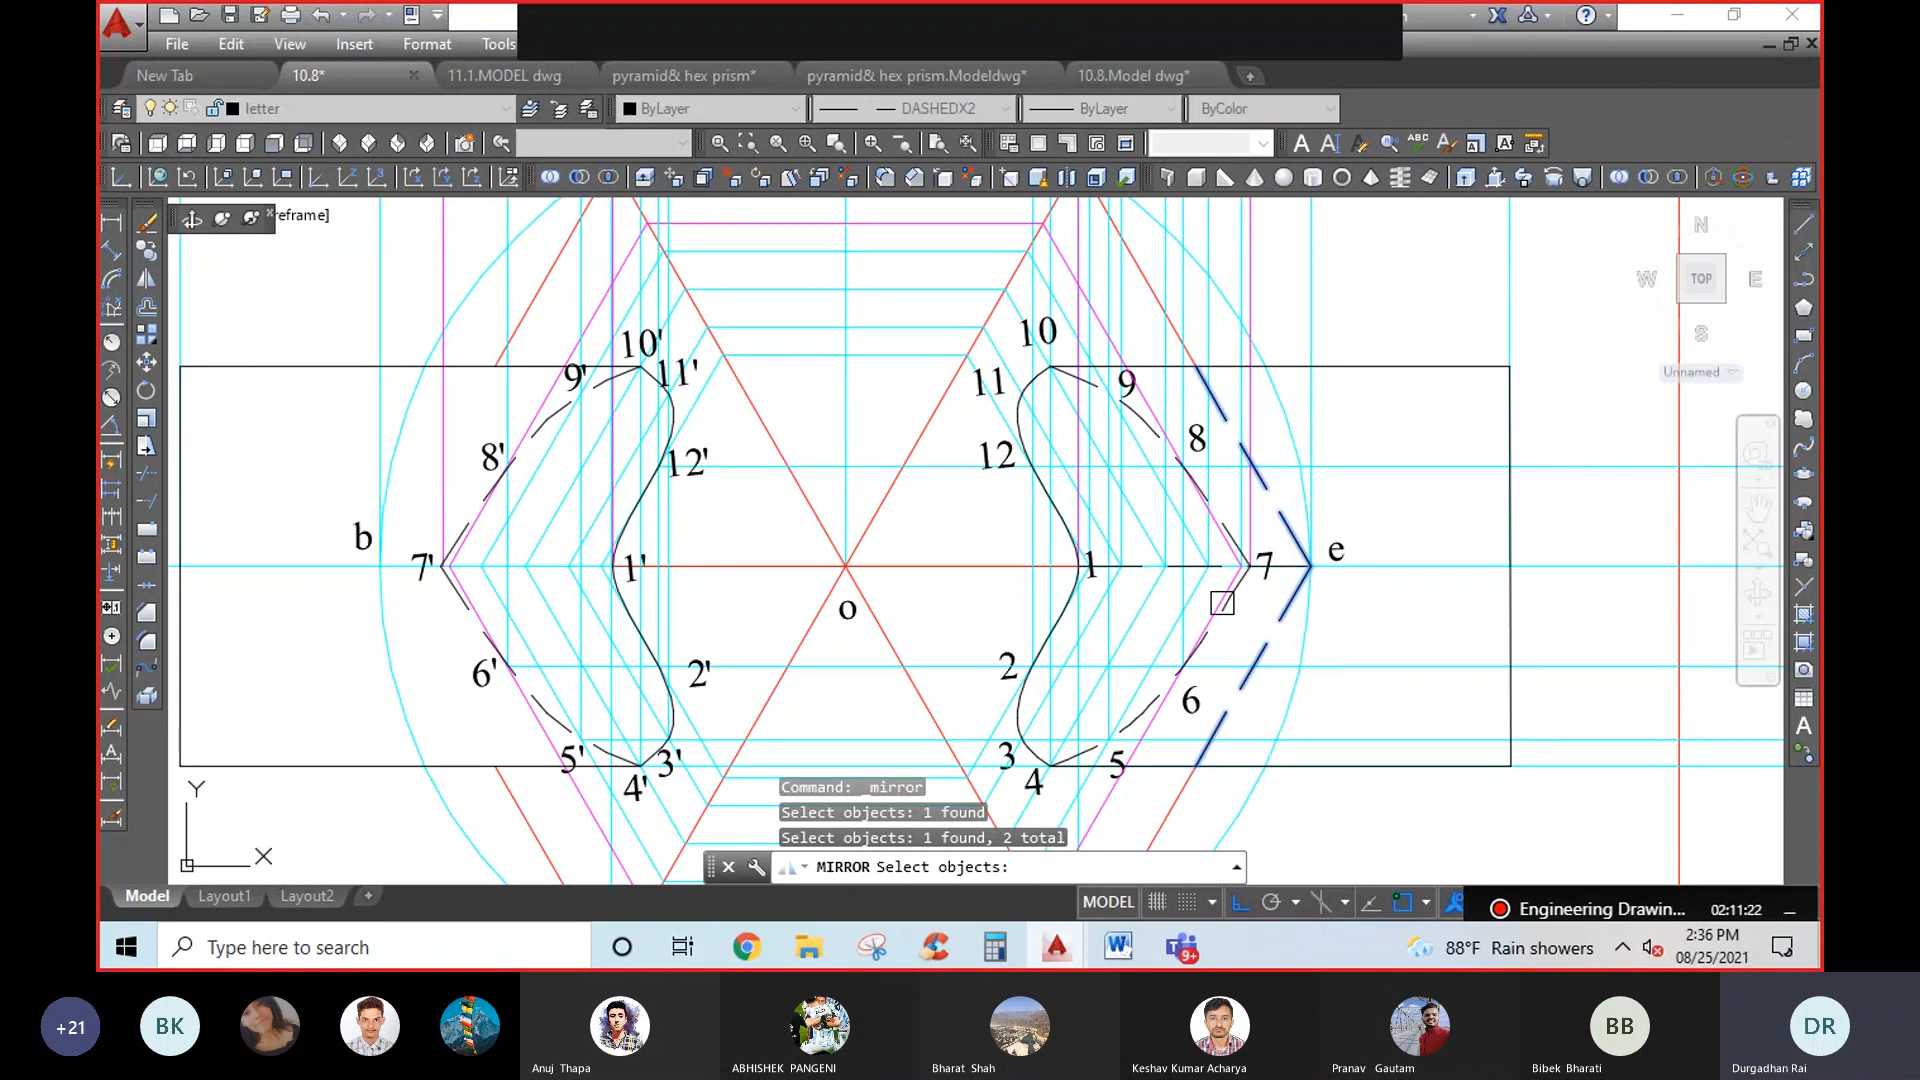 File Edit View Insert Format Tools
New Tab 10.8* 11.1.MODEL dwg pyramid& hex prism* pyramid& hex prism.Modeldwg* 10.8.Model dwg*
letter ByLayer DASHEDX2 ByLayer ByColor
reframe]
N
W TOP E
S
Unnamed
10' 10
9' 11' 11 9
8' 12' 12 8
b e
7' 1' 1 7
o
6' 2' 2 6
5' 3' 3 5
4' 4
Y
X
Command: _mirror
Select objects: 1 found
Select objects: 1 found, 2 total
MIRROR Select objects:
Model Layout1 Layout2
MODEL
Engineering Drawin... 02:11:22
Type here to search
9+
88°F Rain showers
2:36 PM
08/25/2021
+21 BK BB DR
Anuj Thapa ABHISHEK PANGENI Bharat Shah Keshav Kumar Acharya Pranav Gautam Bibek Bharati Durgadhan Rai